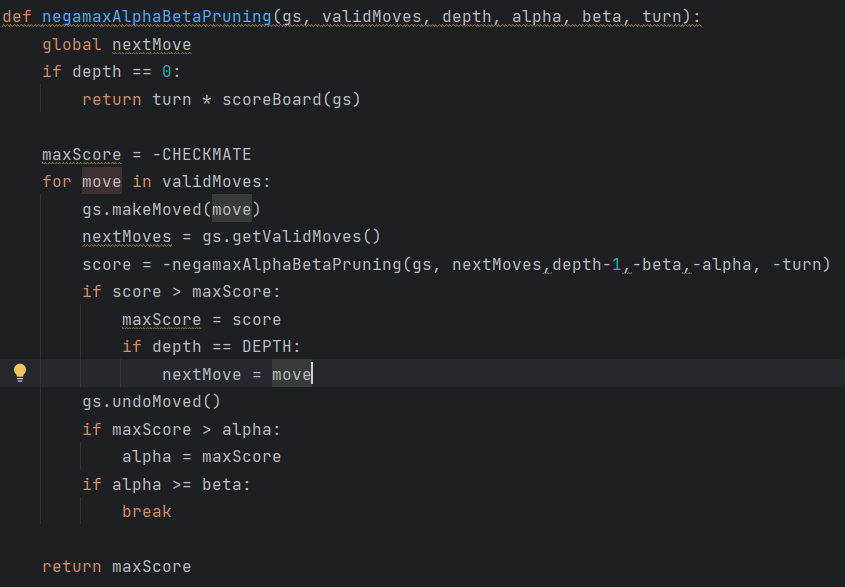 def negamaxAlphaBetaPruning(gs, validMoves, depth, alpha, beta, turn):
    global nextMove
    if depth == 0:
        return turn * scoreBoard(gs)

    maxScore = -CHECKMATE
    for move in validMoves:
        gs.makeMoved(move)
        nextMoves = gs.getValidMoves()
        score = -negamaxAlphaBetaPruning(gs, nextMoves,depth-1,-beta,-alpha, -turn)
        if score > maxScore:
            maxScore = score
            if depth == DEPTH:
                nextMove = move
        gs.undoMoved()
        if maxScore > alpha:
            alpha = maxScore
        if alpha >= beta:
            break

    return maxScore